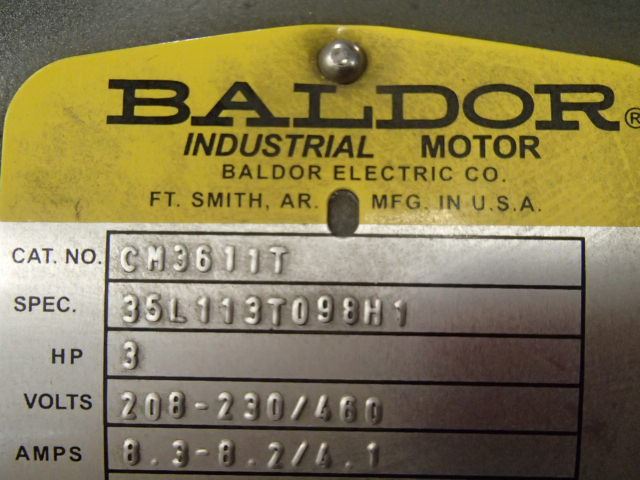 BALDOR®
INDUSTRIAL MOTOR
BALDOR ELECTRIC CO.
FT. SMITH, AR. MFG. IN U.S.A.
CAT. NO. CM3611T
SPEC. 35L113T098H1
HP 3
VOLTS 208-230/460
AMPS 8.3-8.2/4.1